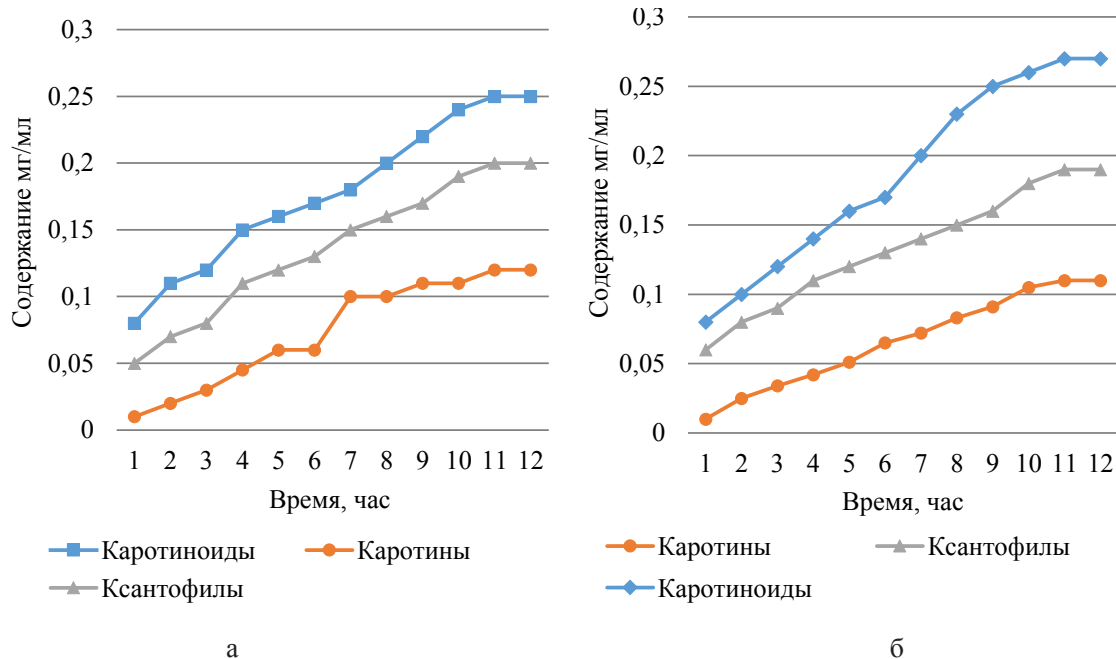 0,3
0,25
0,2
0,15
0,1
0,05
0
Содержание мг/мл
1 2 3 4 5 6 7 8 9 10 11 12
Время, час
Каротиноиды Каротины
Ксантофилы
а
0,3
0,25
0,2
0,15
0,1
0,05
0
Содержание мг/мл
1 2 3 4 5 6 7 8 9 10 11 12
Время, час
Каротины Ксантофилы
Каротиноиды
б